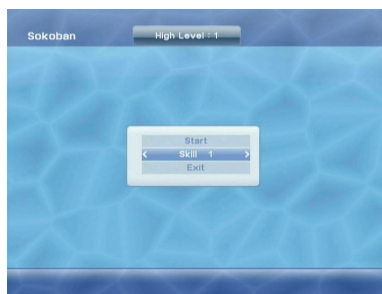 Sokoban
High Level : 1
Start
< Skill 1 >
Exit